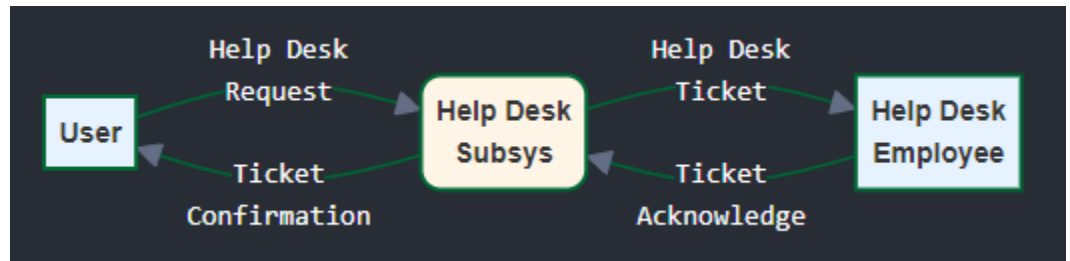 Help Desk
Request
Help Desk
Ticket
User
Help Desk
Subsys
Help Desk
Employee
Ticket
Confirmation
Ticket
Acknowledge